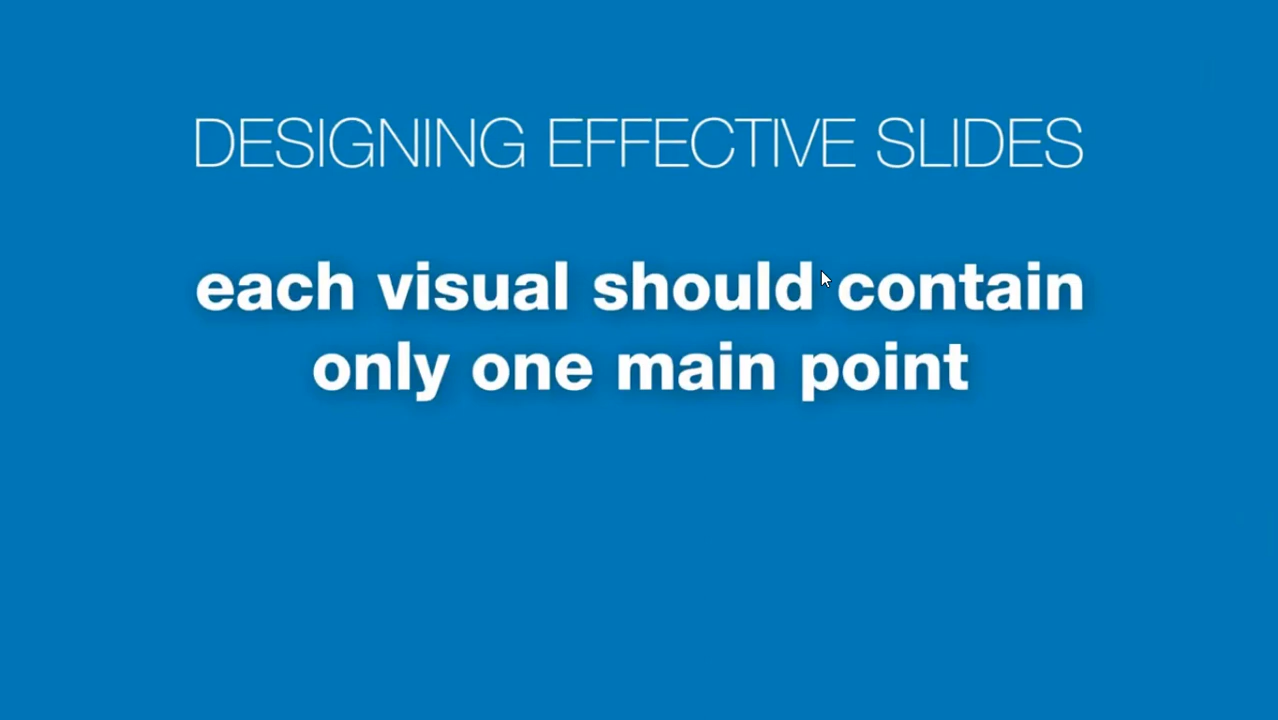 DESIGNING EFFECTIVE SLIDES
each visual should contain
only one main point